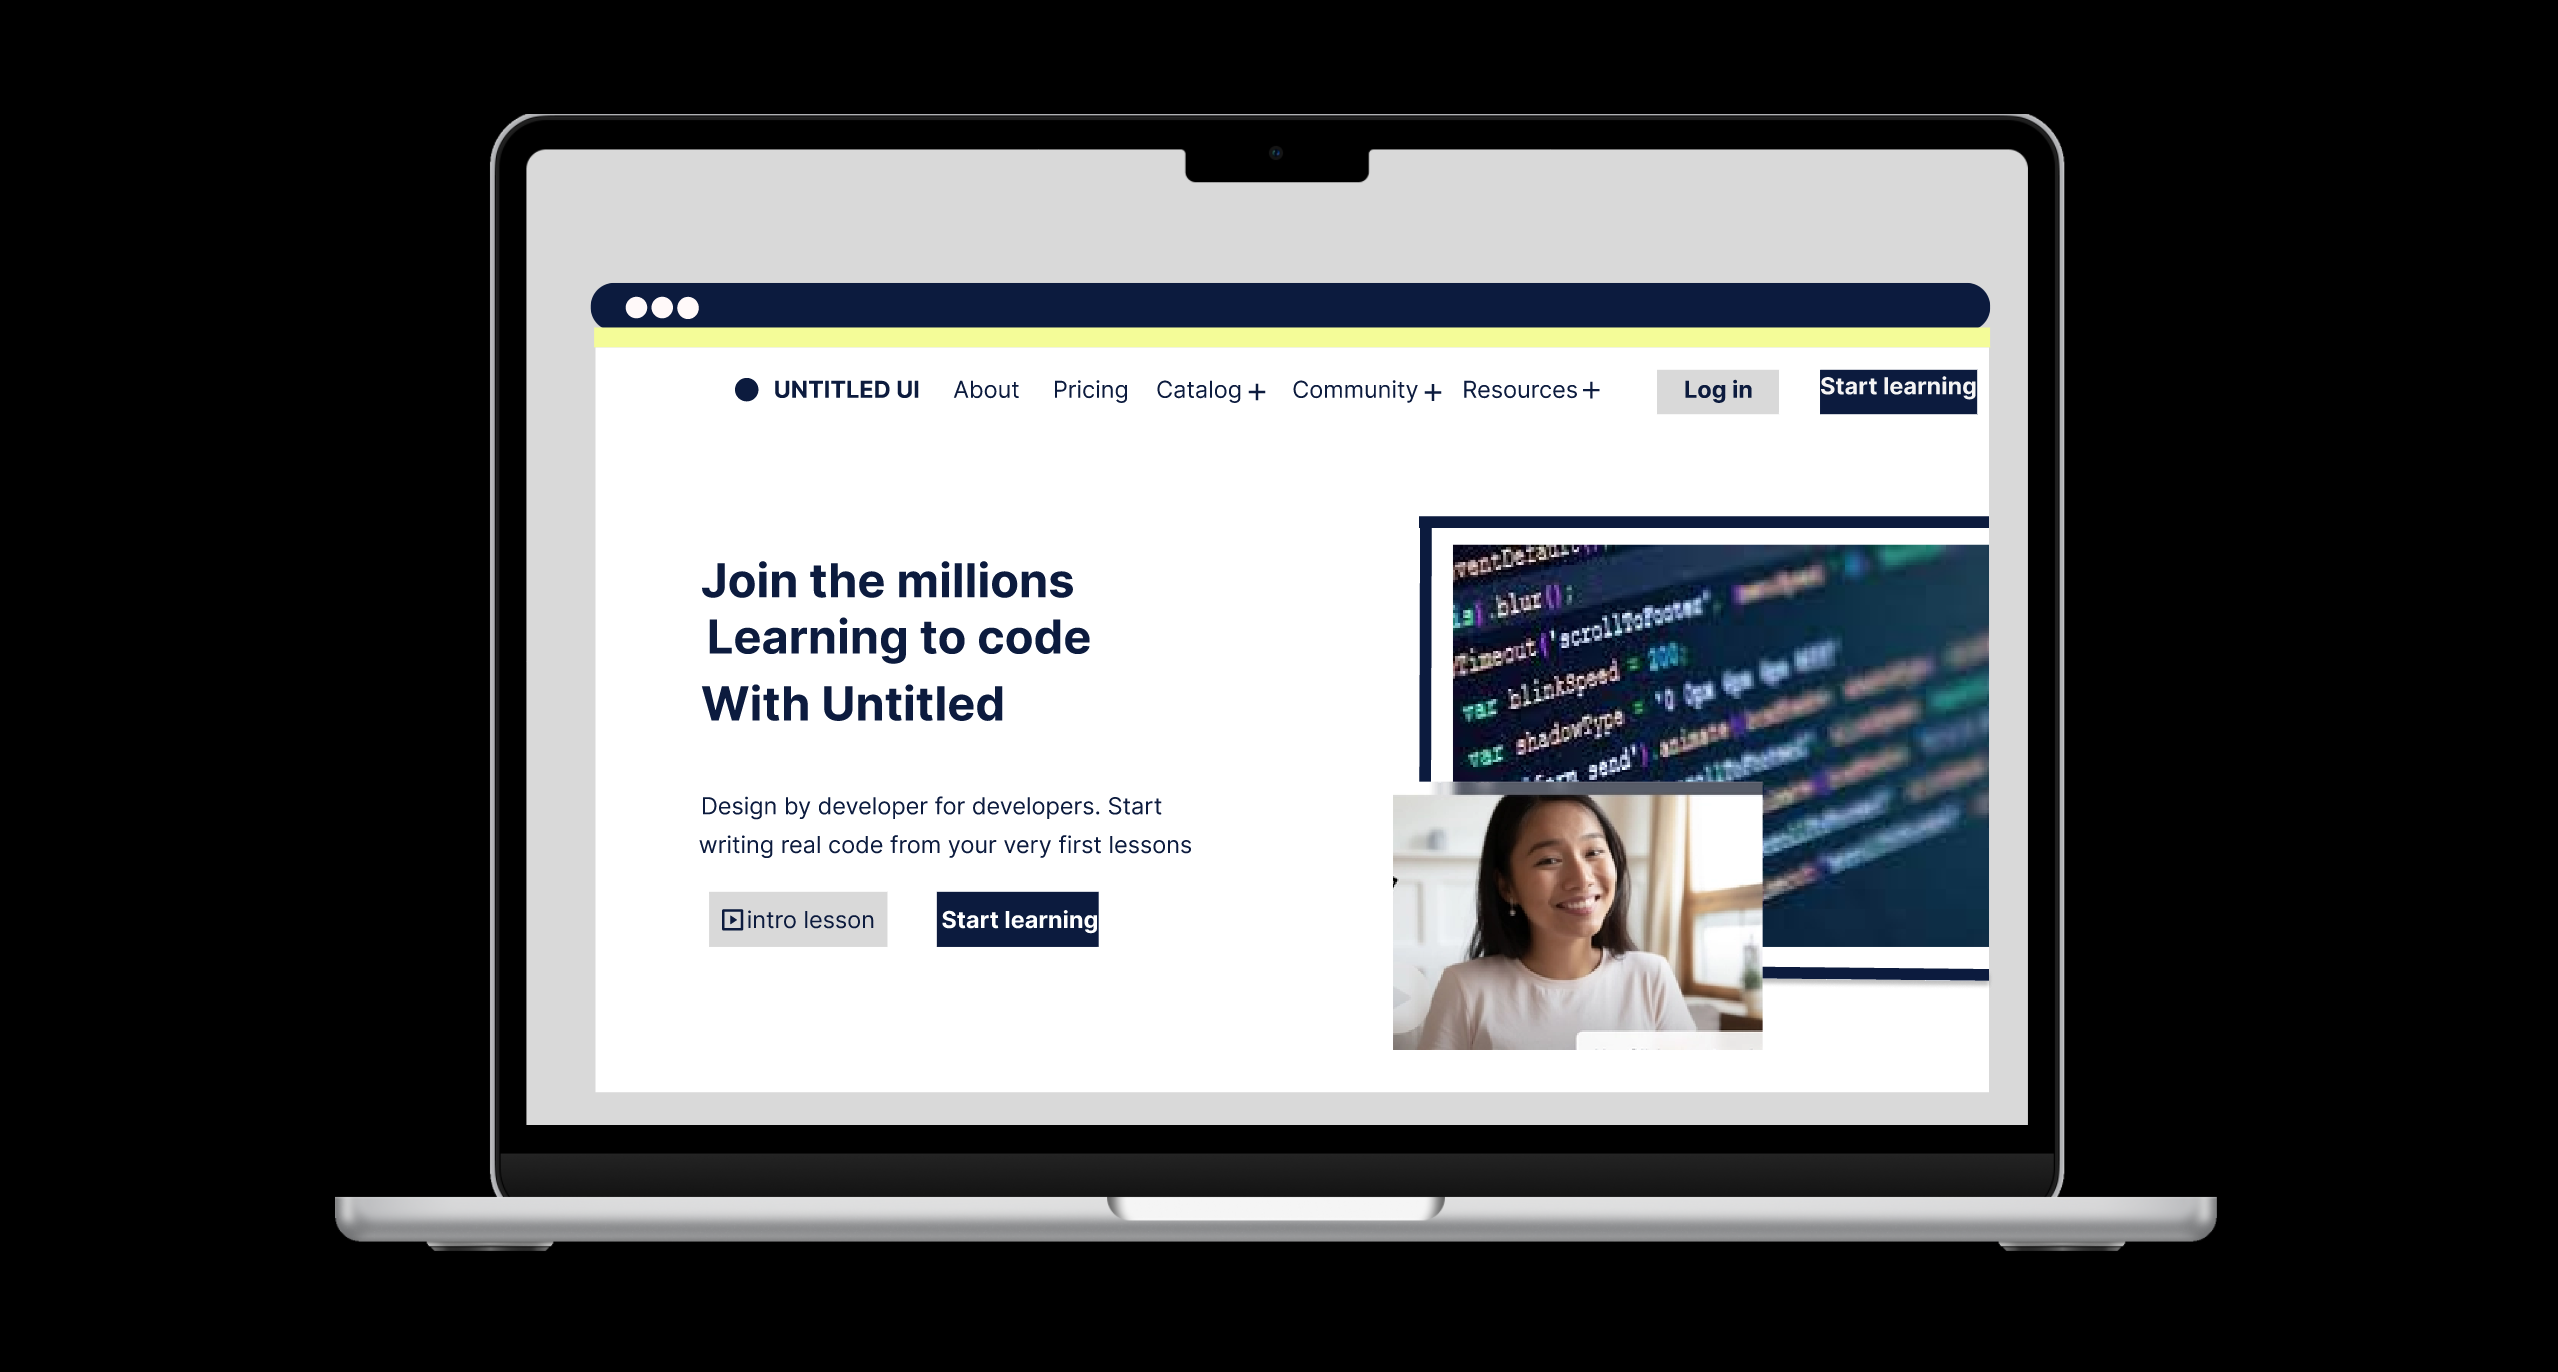 UNTITLED UI About Pricing Catalog + Community + Resources + Log in Start learning
Join the millions
Learning to code
With Untitled
Design by developer for developers. Start
writing real code from your very first lessons
intro lesson Start learning
ventDefault();
is).blur();
Timeout('scrollToFooter',
var blinkSpeed = 200;
var shadowType = '0 0px 0px 0px
send').animate(